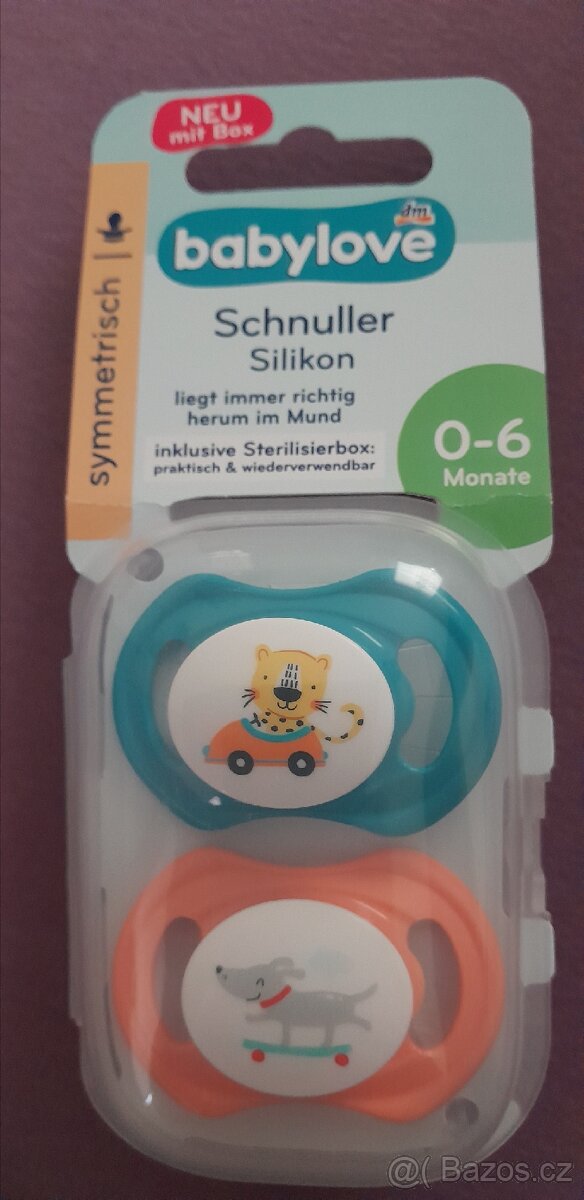 NEU
mit Box
dm
babylove
symmetrisch
Schnuller
Silikon
liegt immer richtig
herum im Mund
inklusive Sterilisierbox:
praktisch & wiederverwendbar
0-6
Monate
@( Bazos.cz